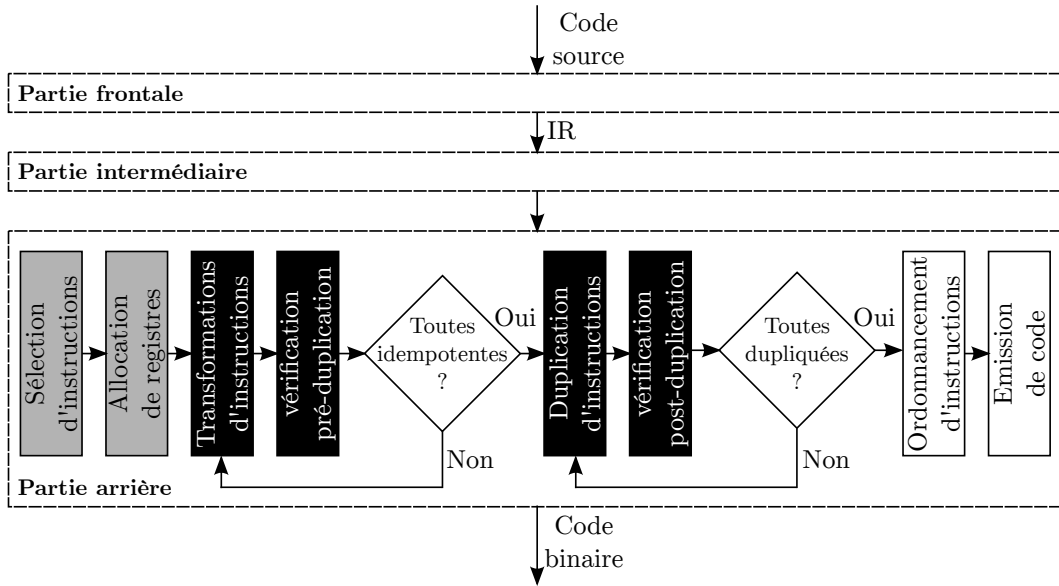 Code
source
Partie frontale
IR
Partie intermédiaire
Sélection
d'instructions
Allocation
de registres
Transformations
d'instructions
vérification
pré-duplication
Toutes
idempotentes
?
Oui
Non
Duplication
d'instructions
vérification
post-duplication
Toutes
dupliquées
?
Oui
Non
Ordonnancement
d'instructions
Emission
de code
Partie arrière
Code
binaire